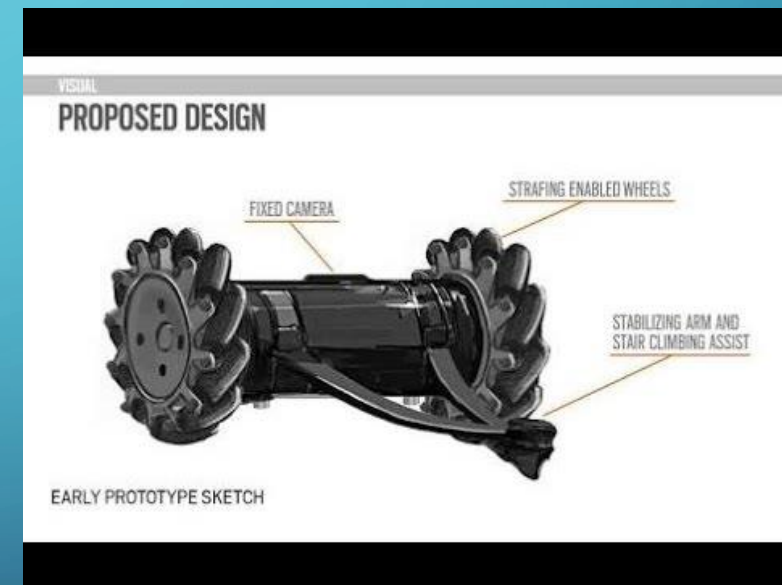 VISUAL
PROPOSED DESIGN
FIXED CAMERA
STRAFING ENABLED WHEELS
STABILIZING ARM AND
STAIR CLIMBING ASSIST
EARLY PROTOTYPE SKETCH